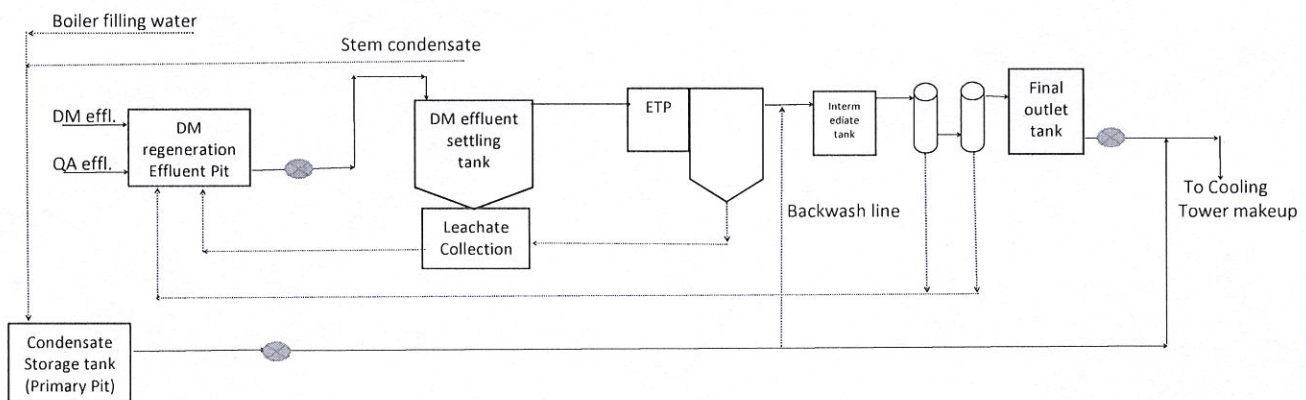 Boiler filling water
Stem condensate
DM effl.
QA effl.
DM
regeneration
Effluent Pit
DM effluent
settling
tank
Leachate
Collection
ETP
Backwash line
Interm
ediate
tank
Final
outlet
tank
To Cooling
Tower makeup
Condensate
Storage tank
(Primary Pit)